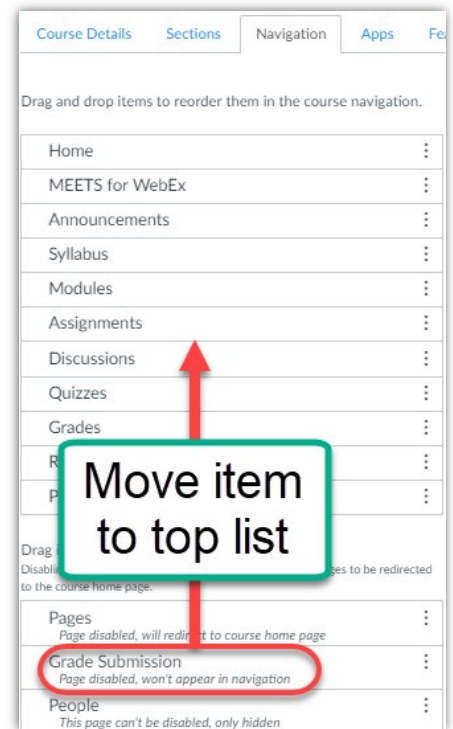 Course Details Sections Navigation Apps
Drag and drop items to reorder them in the course navigation.
Home
MEETS for WebEx
Announcements
Syllabus
Modules
Assignments
Discussions
Quizzes
Grades
R
P
Move item
to top list
Drag
to be redirected
to the course home page.
Pages
Page disabled, will redirect to course home page
Grade Submission
Page disabled, won't appear in navigation
People
This page can't be disabled, only hidden